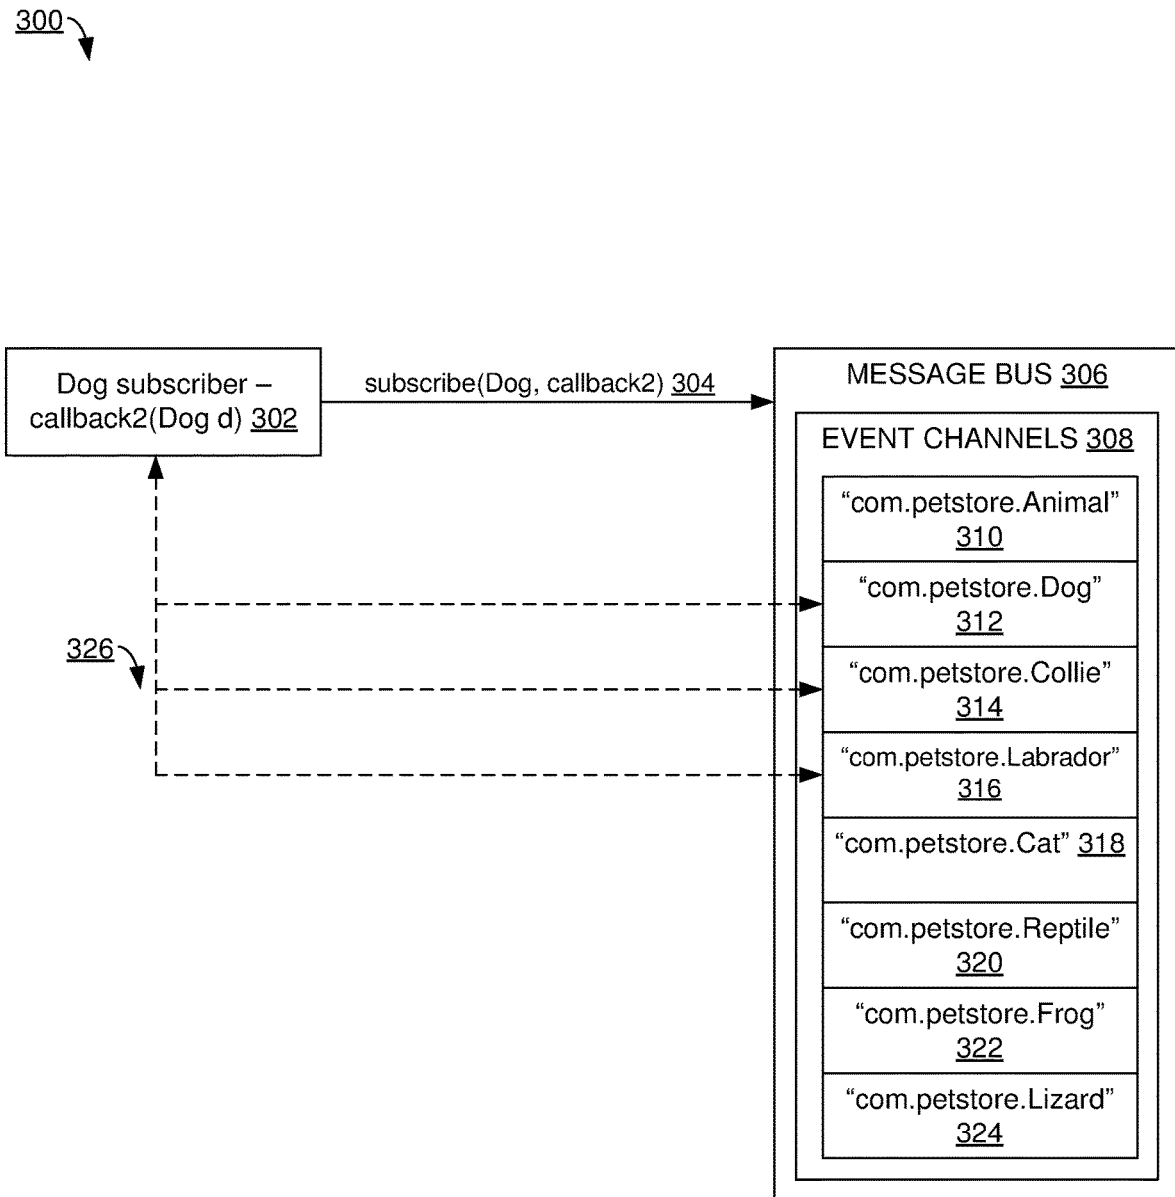 300
Dog subscriber –
callback2(Dog d) 302
subscribe(Dog, callback2) 304
MESSAGE BUS 306
EVENT CHANNELS 308
“com.petstore.Animal”
310
“com.petstore.Dog”
312
“com.petstore.Collie”
314
“com.petstore.Labrador”
316
“com.petstore.Cat” 318
“com.petstore.Reptile”
320
“com.petstore.Frog”
322
“com.petstore.Lizard”
324
326